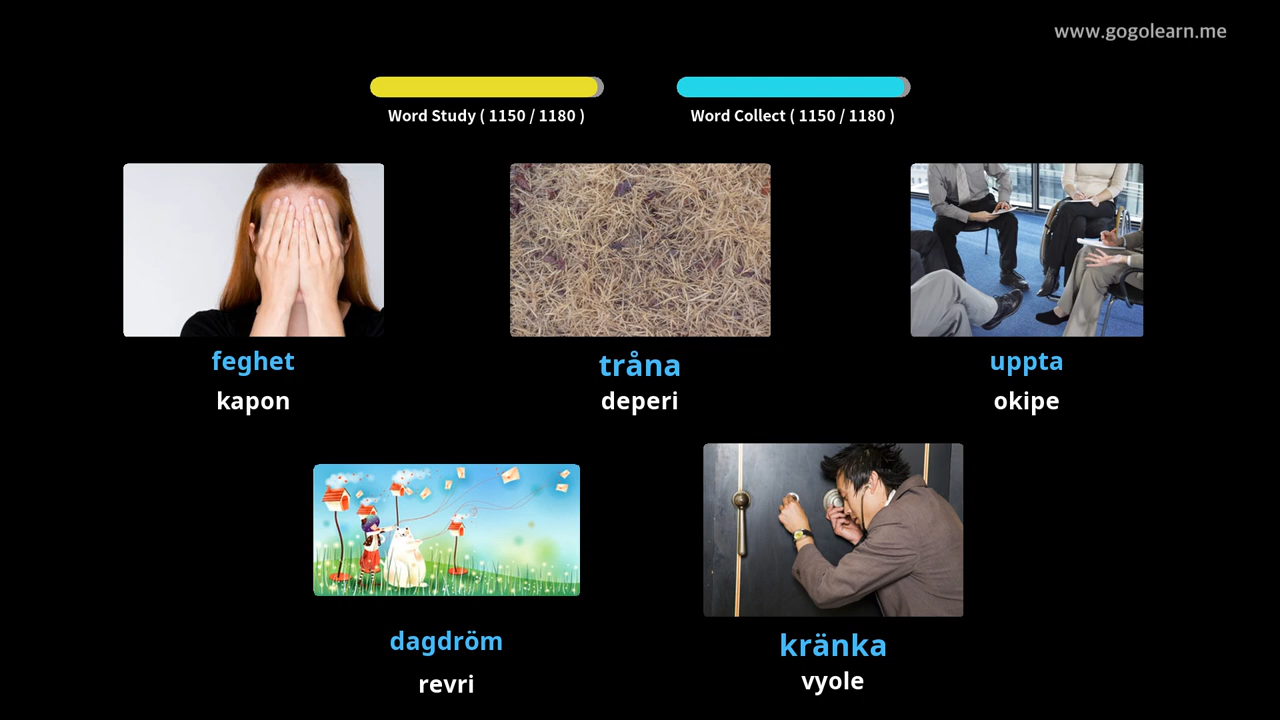 www.gogolearn.me
Word Study ( 1150 / 1180 )
Word Collect ( 1150 / 1180 )
feghet
tråna
uppta
kapon
deperi
okipe
dagdröm
kränka
revri
vyole